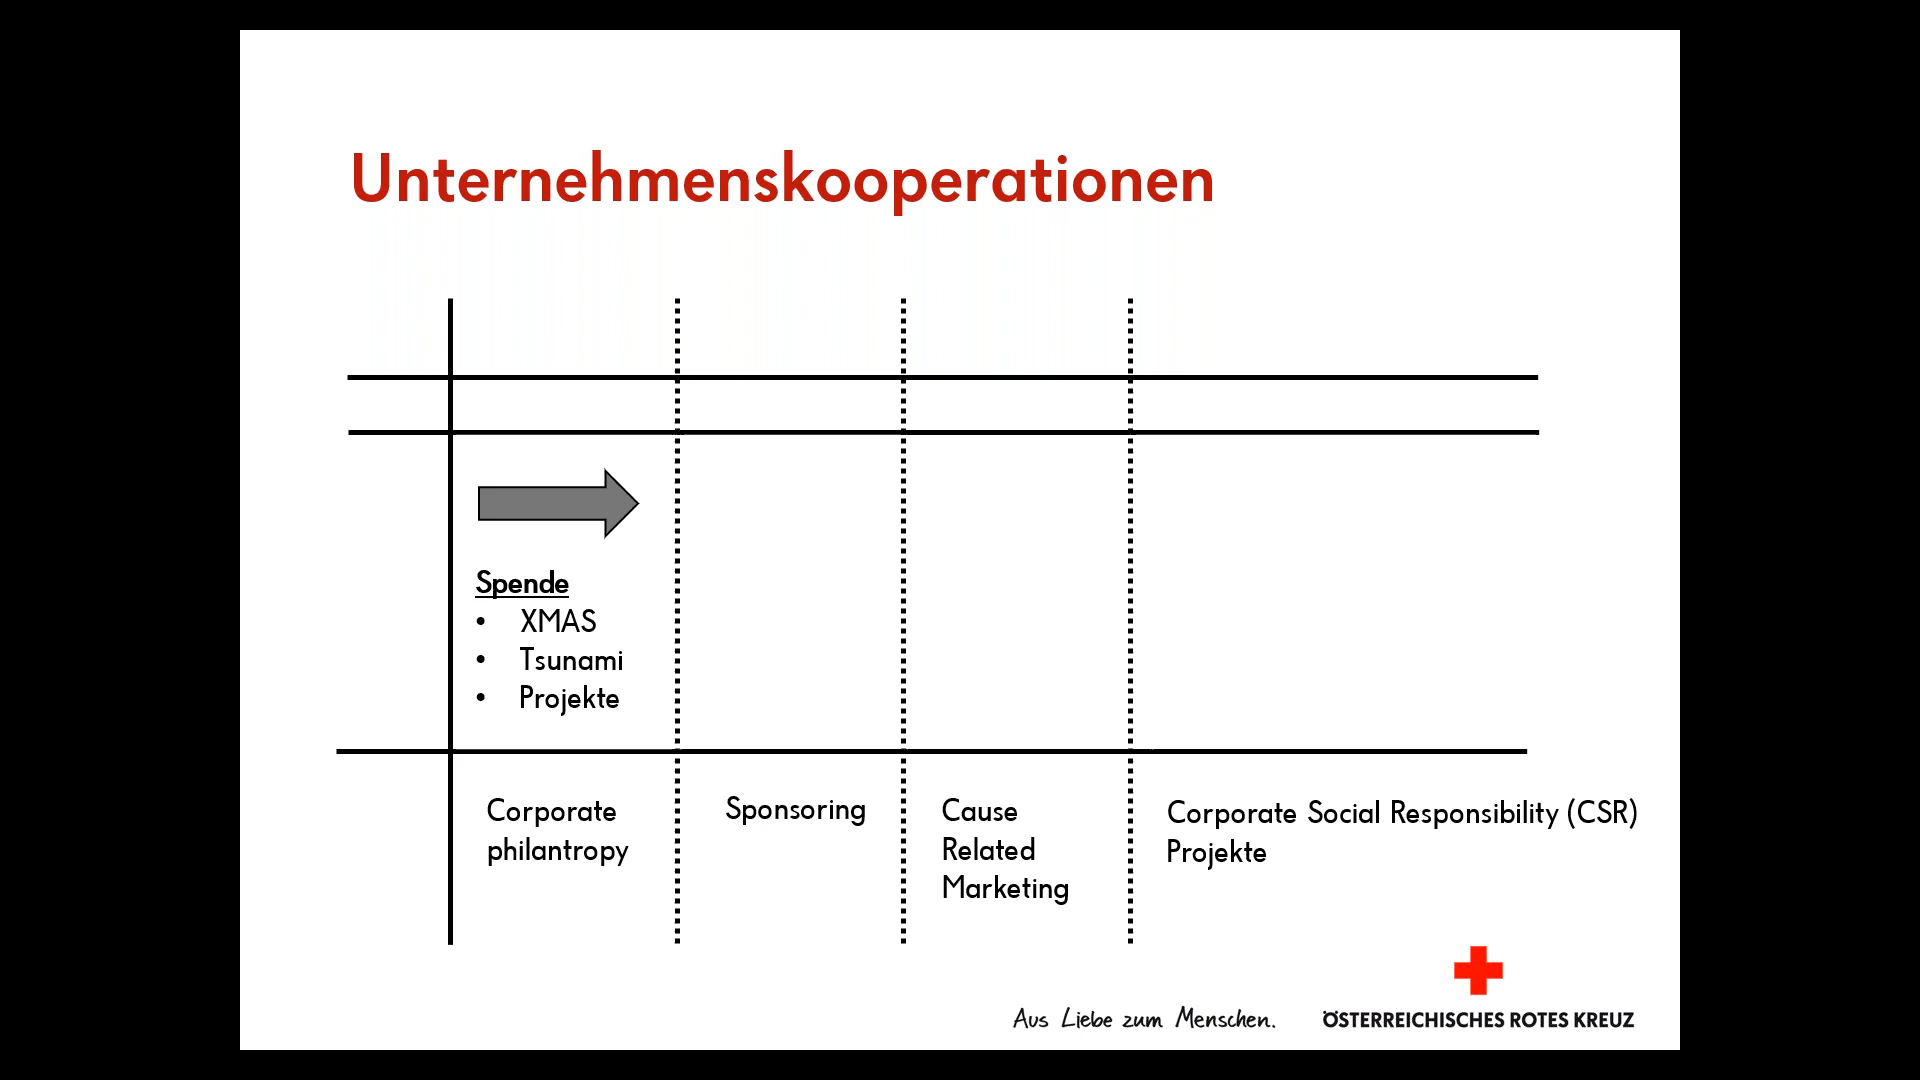 Unternehmenskooperationen
Spende
• XMAS
• Tsunami
• Projekte
Corporate
philantropy
Sponsoring
Cause
Related
Marketing
Corporate Social Responsibility (CSR)
Projekte
Aus Liebe zum Menschen.
ÖSTERREICHISCHES ROTES KREUZ